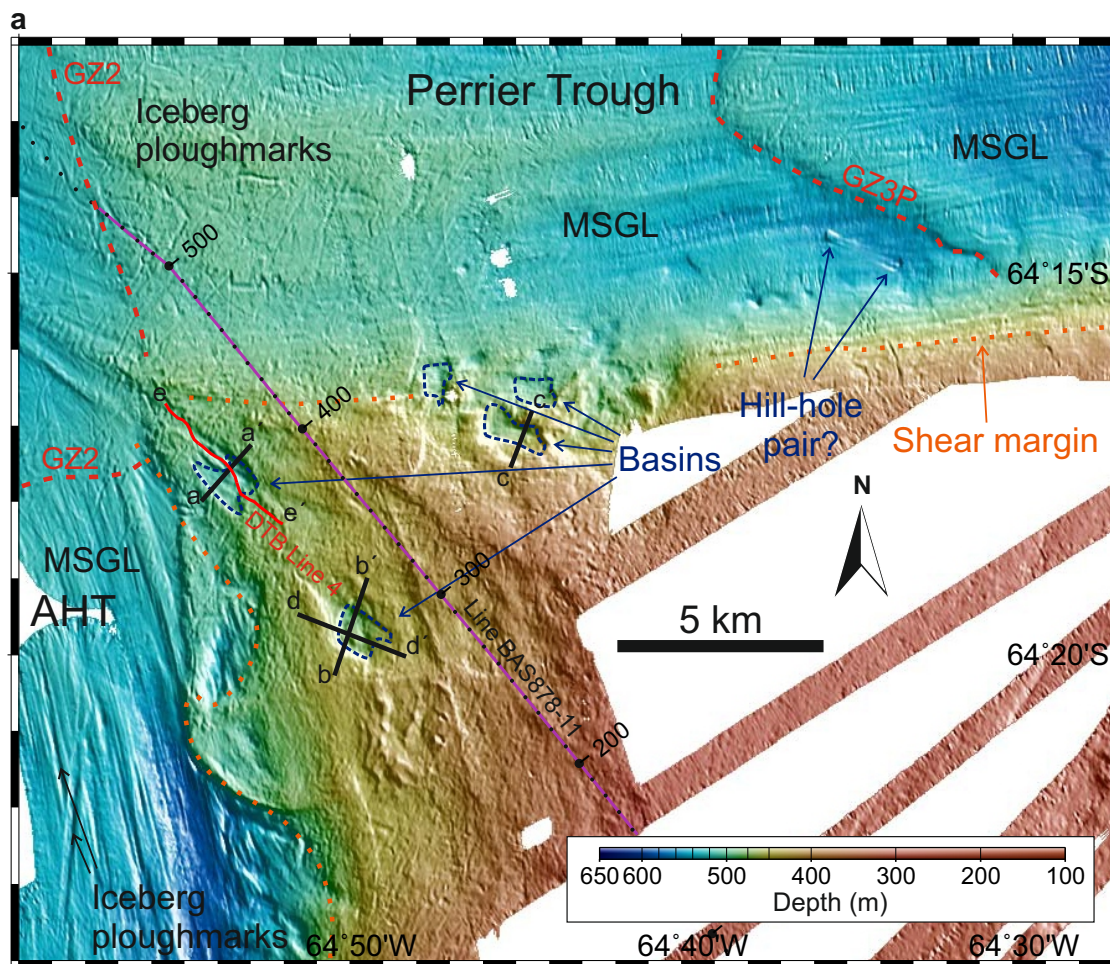 a
GZ2
Iceberg
ploughmarks
Perrier Trough
MSGL
GZ3P
MSGL
500
64°15'S
e
400
c´
Hill-hole
pair?
Shear margin
GZ2
a´
a
Basins
c
e´
DTB Line 4
N
MSGL
AHT
b´
300
d
5 km
Line BAS878-11
d´
b
64°20'S
200
Iceberg
ploughmarks
650 600 500 400 300 200 100
Depth (m)
64°50'W
64°40'W
64°30'W